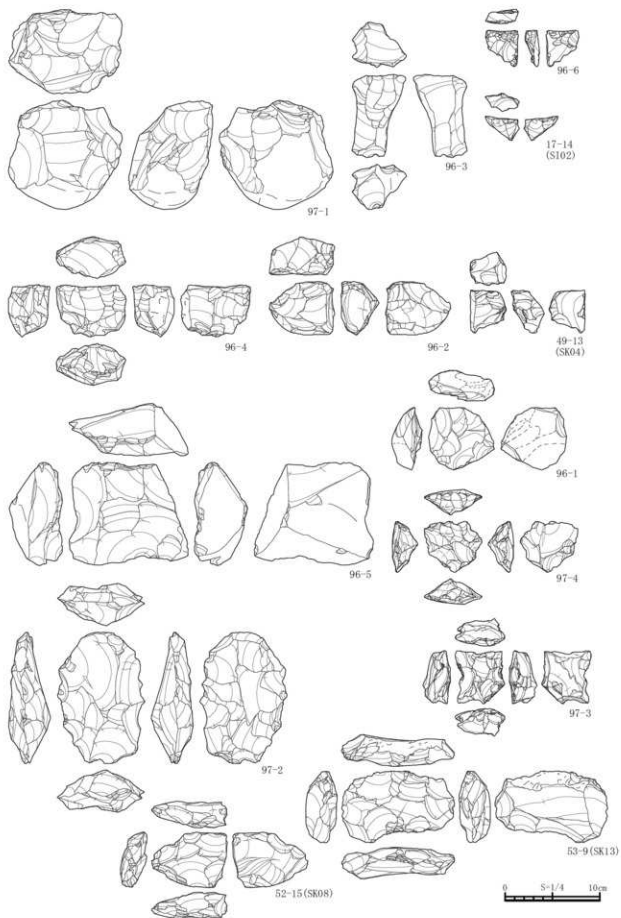 96-6
17-14
(SI02)
96-3
97-1
96-4
96-2
49-13
(SK04)
96-1
96-5
97-4
97-3
97-2
53-9(SK13)
52-15(SK08)
0 S=1/4 10cm